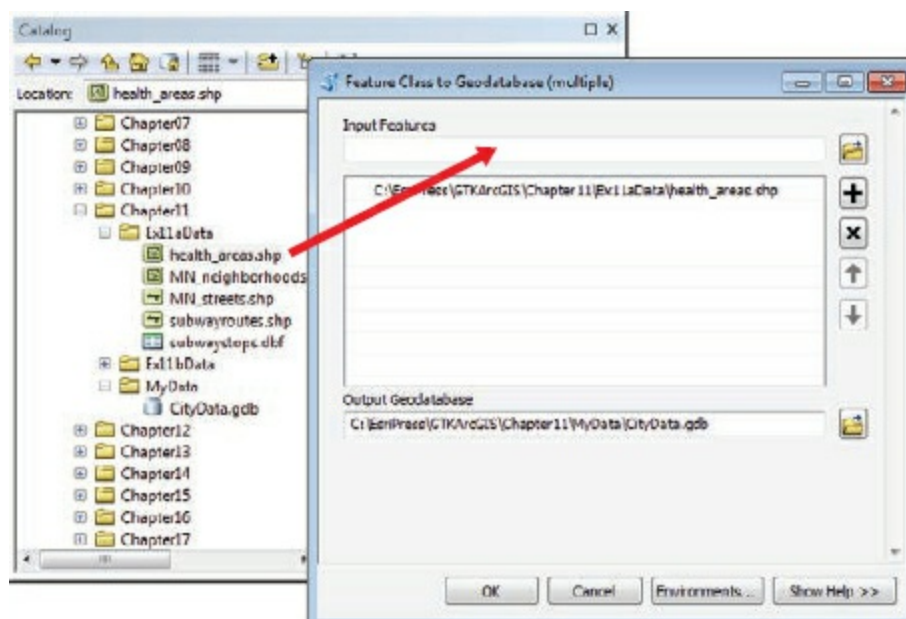 Catalog
Location: health_areas.shp
Chapter07
Chapter08
Chapter09
Chapter10
Chapter11
Ex11aData
health_areas.shp
MN_neighborhoods
MN_streets.shp
subwayroutes.shp
subwaystops.dbf
Ex11bData
MyData
CityData.gdb
Chapter12
Chapter13
Chapter14
Chapter15
Chapter16
Chapter17
Feature Class to Geodatabase (multiple)
Input Features
C:\EsriPress\GTKArcGIS\Chapter11\Ex11aData\health_areas.shp
Output Geodatabase
C:\EsriPress\GTKArcGIS\Chapter11\MyData\CityData.gdb
OK
Cancel
Environments...
Show Help >>